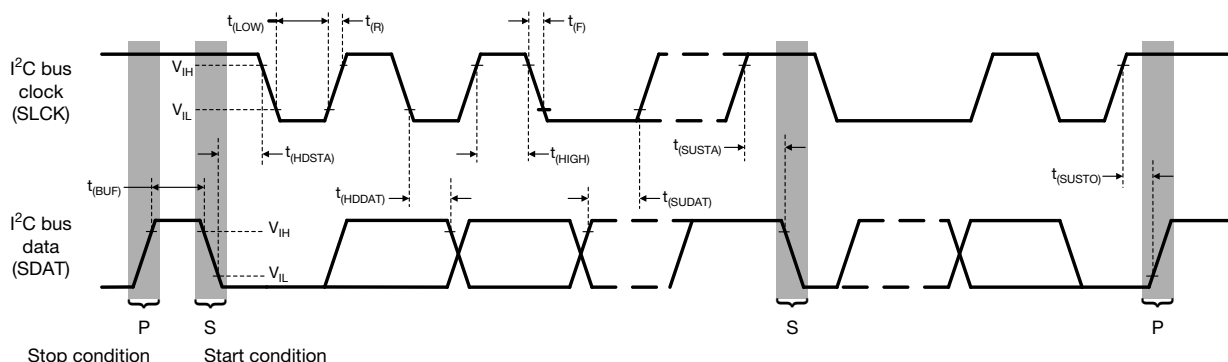 t(LOW)
t(R)
t(F)
I²C bus
clock
(SLCK)
VIH
VIL
t(HDSTA)
t(HIGH)
t(SUSTA)
t(BUF)
t(HDDAT)
t(SUDAT)
t(SUSTO)
I²C bus
data
(SDAT)
VIH
VIL
P
S
S
P
Stop condition
Start condition